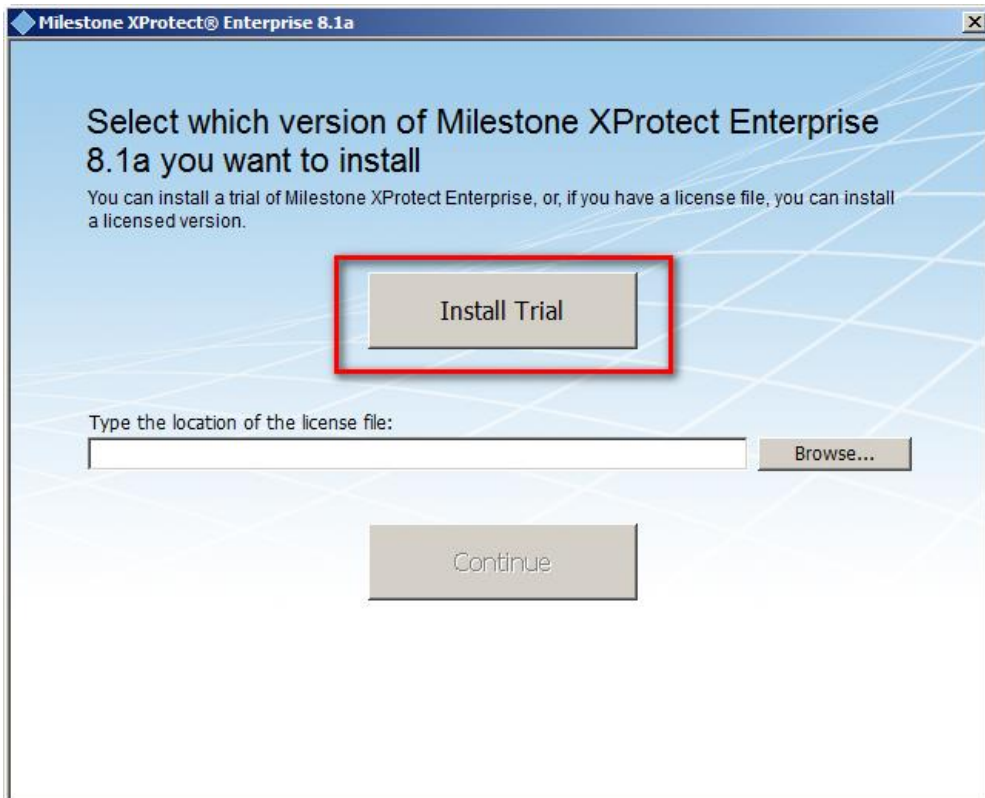 Milestone XProtect® Enterprise 8.1a
Select which version of Milestone XProtect Enterprise
8.1a you want to install
You can install a trial of Milestone XProtect Enterprise, or, if you have a license file, you can install
a licensed version.
Install Trial
Type the location of the license file:
Browse...
Continue